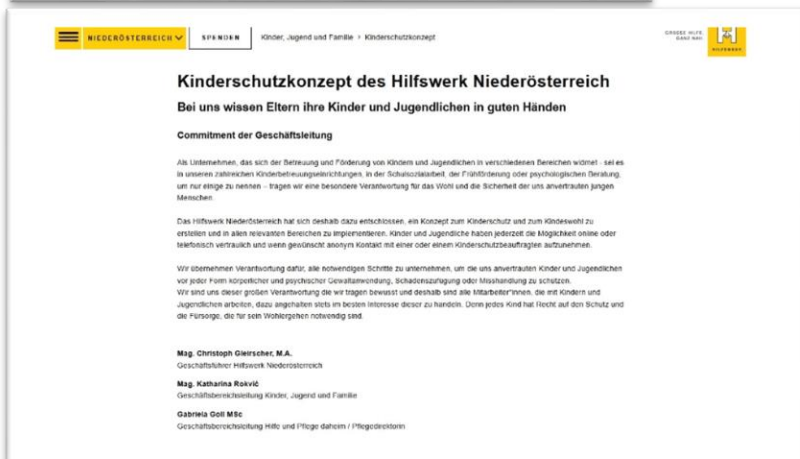 NIEDERÖSTERREICH
SPENDEN
Kinder, Jugend und Familie > Kinderschutzkonzept
GROSSE HILFE
GANZ NAH
HILFSWERK
Kinderschutzkonzept des Hilfswerk Niederösterreich
Bei uns wissen Eltern ihre Kinder und Jugendlichen in guten Händen
Commitment der Geschäftsleitung
Als Unternehmen, das sich der Betreuung und Förderung von Kindern und Jugendlichen in verschiedenen Bereichen widmet - sei es
in unseren zahlreichen Kinderbetreuungseinrichtungen, in der Schulsozialarbeit, der Frühförderung oder psychologischen Beratung,
um nur einige zu nennen – tragen wir eine besondere Verantwortung für das Wohl und die Sicherheit der uns anvertrauten jungen
Menschen.
Das Hilfswerk Niederösterreich hat sich deshalb dazu entschlossen, ein Konzept zum Kinderschutz und zum Kindeswohl zu
erstellen und in allen relevanten Bereichen zu implementieren. Kinder und Jugendliche haben jederzeit die Möglichkeit online oder
telefonisch vertraulich und wenn gewünscht anonym Kontakt mit einer oder einem Kinderschutzbeauftragten aufzunehmen.
Wir übernehmen Verantwortung dafür, alle notwendigen Schritte zu unternehmen, um die uns anvertrauten Kinder und Jugendlichen
vor jeder Form körperlicher und psychischer Gewaltanwendung, Schadenszufügung oder Misshandlung zu schützen.
Wir sind uns dieser großen Verantwortung die wir tragen bewusst und deshalb sind alle Mitarbeiter*innen, die mit Kindern und
Jugendlichen arbeiten, dazu angehalten stets im besten Interesse dieser zu handeln. Denn jedes Kind hat Recht auf den Schutz und
die Fürsorge, die für sein Wohlergehen notwendig sind.
Mag. Christoph Gleirscher, M.A.
Geschäftsführer Hilfswerk Niederösterreich
Mag. Katharina Rokvić
Geschäftsbereichsleitung Kinder, Jugend und Familie
Gabriela Goll MSc
Geschäftsbereichsleitung Hilfe und Pflege daheim / Pflegedirektorin